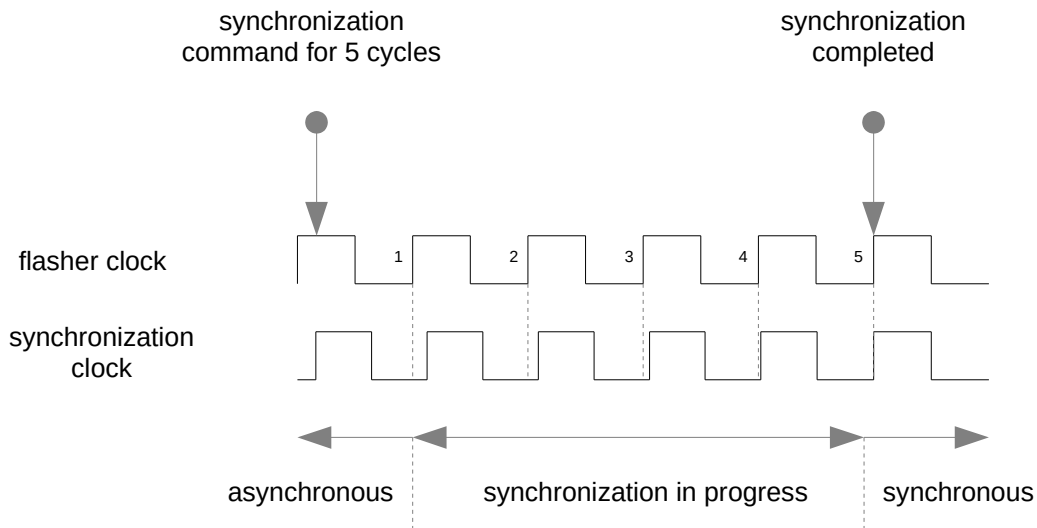 synchronization
command for 5 cycles
synchronization
completed
flasher clock
1
2
3
4
5
synchronization
clock
asynchronous
synchronization in progress
synchronous